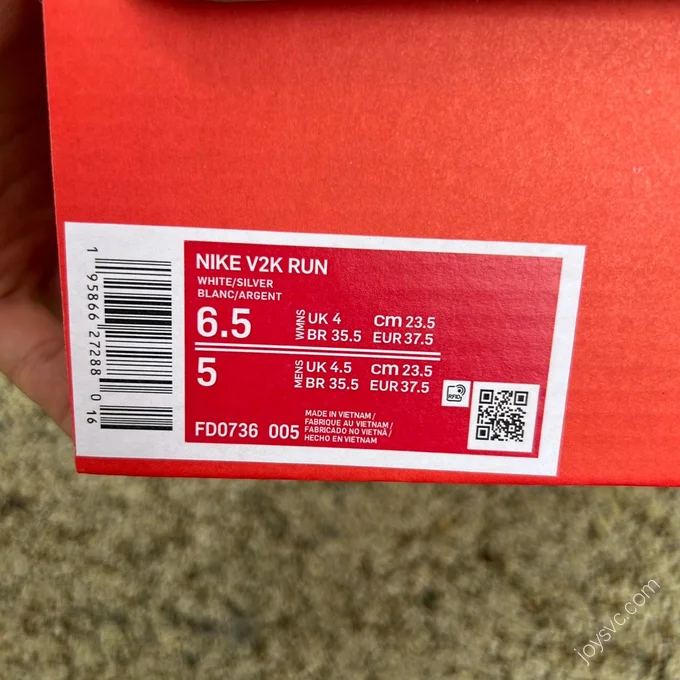 NIKE V2K RUN
WHITE/SILVER
BLANC/ARGENT
6.5 WMNS UK 4 cm 23.5
BR 35.5 EUR 37.5
5 MENS UK 4.5 cm 23.5
BR 35.5 EUR 37.5
RFID
FD0736 005
MADE IN VIETNAM/
FABRIQUE AU VIETNAM/
FABRICADO NO VIETNÃ/
HECHO EN VIETNAM
1 95866 27288 0 16
joysvc.com